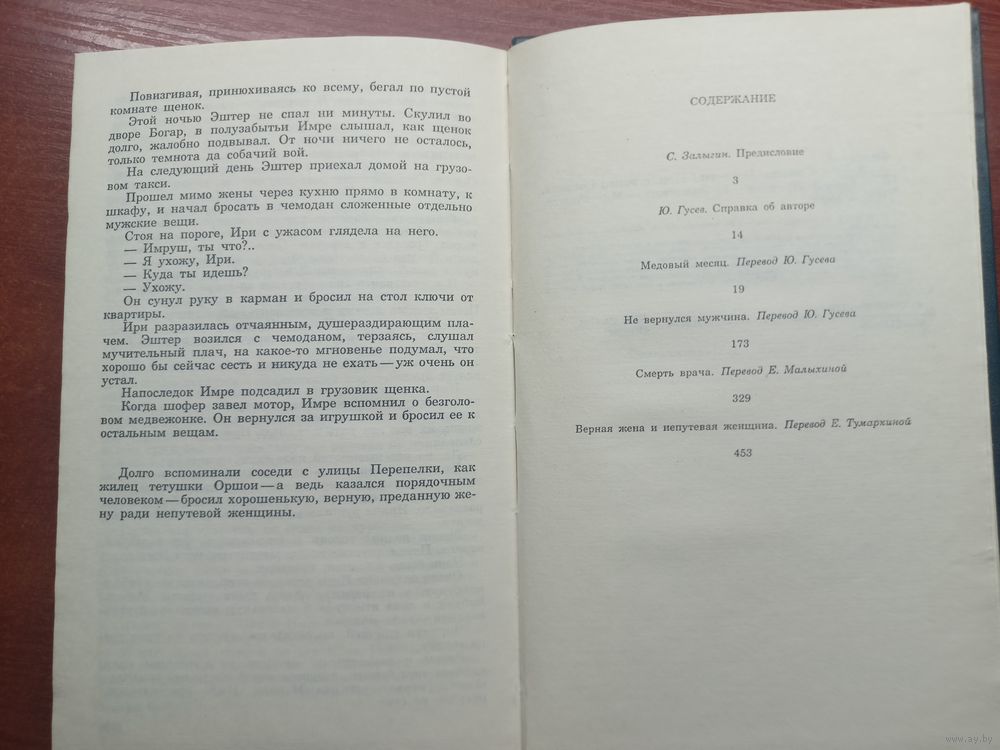 Повизгивая, принюхиваясь ко всему, бегал по пустой
комнате щенок.
Этой ночью Эштер не спал ни минуты. Скулил во
дворе Богар, в полузабытьи Имре слышал, как щенок
долго, жалобно подвывал. От ночи ничего не осталось,
только темнота да собачий вой.
На следующий день Эштер приехал домой на грузо-
вом такси.
Прошел мимо жены через кухню прямо в комнату, к
шкафу, и начал бросать в чемодан сложенные отдельно
мужские вещи.
Стоя на пороге, Ири с ужасом глядела на него.
— Имруш, ты что?..
— Я ухожу, Ири.
— Куда ты идешь?
— Ухожу.
Он сунул руку в карман и бросил на стол ключи от
квартиры.
Ири разразилась отчаянным, душераздирающим пла-
чем. Эштер возился с чемоданом, терзаясь, слушал
мучительный плач, на какое-то мгновенье подумал, что
хорошо бы сейчас сесть и никуда не ехать — уж очень он
устал.
Напоследок Имре подсадил в грузовик щенка.
Когда шофер завел мотор, Имре вспомнил о безголо-
вом медвежонке. Он вернулся за игрушкой и бросил ее к
остальным вещам.
Долго вспоминали соседи с улицы Перепелки, как
жилец тетушки Оршои — а ведь казался порядочным
человеком — бросил хорошенькую, верную, преданную же-
ну ради непутевой женщины.
СОДЕРЖАНИЕ
С. Залыгин. Предисловие
3
Ю. Гусев. Справка об авторе
14
Медовый месяц. Перевод Ю. Гусева
19
Не вернулся мужчина. Перевод Ю. Гусева
173
Смерть врача. Перевод Е. Малыхиной
329
Верная жена и непутевая женщина. Перевод Е. Тумаркиной
453
www.ay.by